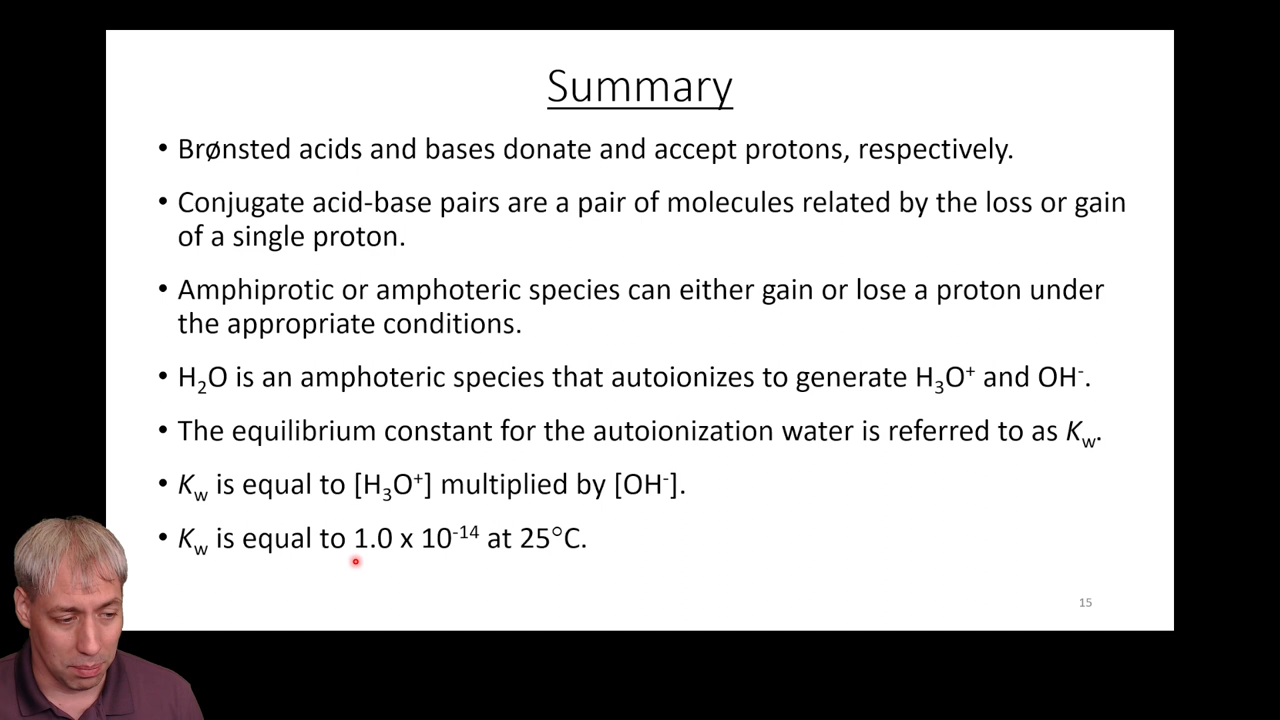 Summary
• Brønsted acids and bases donate and accept protons, respectively.
• Conjugate acid-base pairs are a pair of molecules related by the loss or gain
of a single proton.
• Amphiprotic or amphoteric species can either gain or lose a proton under
the appropriate conditions.
• H₂O is an amphoteric species that autoionizes to generate H₃O⁺ and OH⁻.
• The equilibrium constant for the autoionization water is referred to as Kw.
• Kw is equal to [H₃O⁺] multiplied by [OH⁻].
• Kw is equal to 1.0 x 10⁻¹⁴ at 25°C.
15